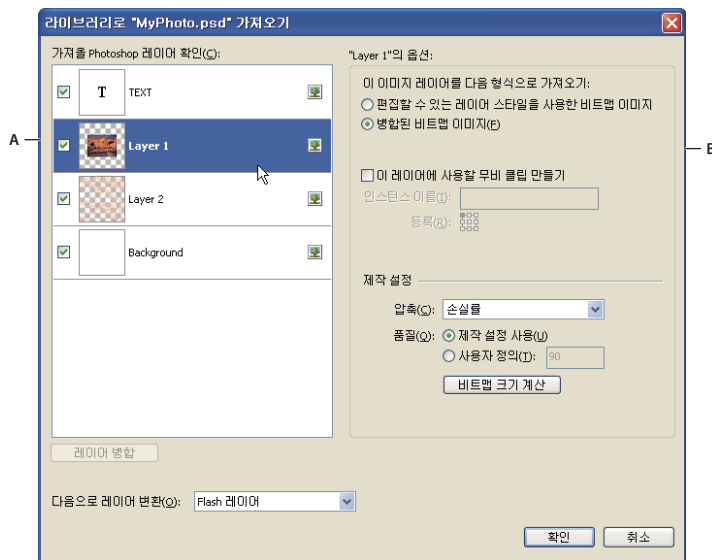 라이브러리로 "MyPhoto.psd" 가져오기
가져올 Photoshop 레이어 확인(C):
T TEXT
Layer 1
Layer 2
Background
레이어 병합
다음으로 레이어 변환(O): Flash 레이어
"Layer 1"의 옵션:
이 이미지 레이어를 다음 형식으로 가져오기:
편집할 수 있는 레이어 스타일을 사용한 비트맵 이미지
병합된 비트맵 이미지(F)
이 레이어에 사용할 무비 클립 만들기
인스턴스 이름(I):
등록(R):
제작 설정
압축(C): 손실률
품질(Q): 제작 설정 사용(U)
사용자 정의(T): 90
비트맵 크기 계산
확인 취소
A
B